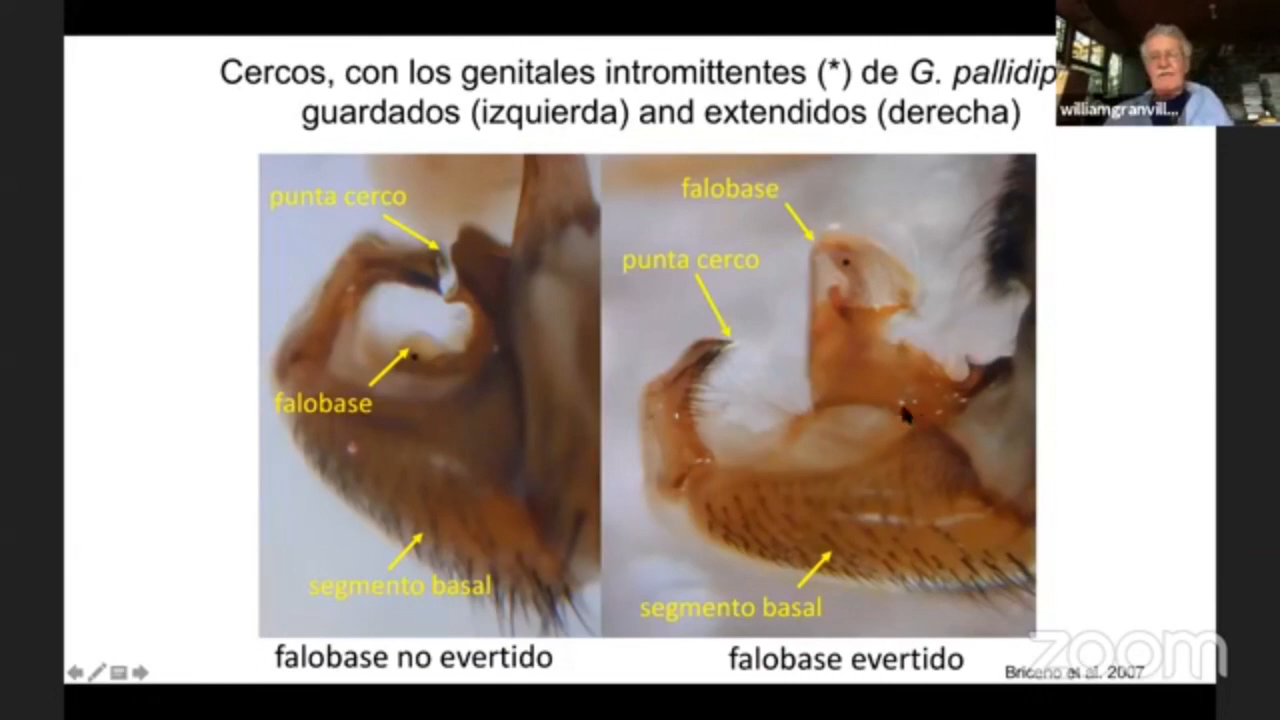 Cercos, con los genitales intromittentes (*) de G. pallidip
guardados (izquierda) and extendidos (derecha)
williamgranvill...
punta cerco
falobase
segmento basal
falobase
punta cerco
segmento basal
falobase no evertido
falobase evertido
Briceño et al. 2007
zoom